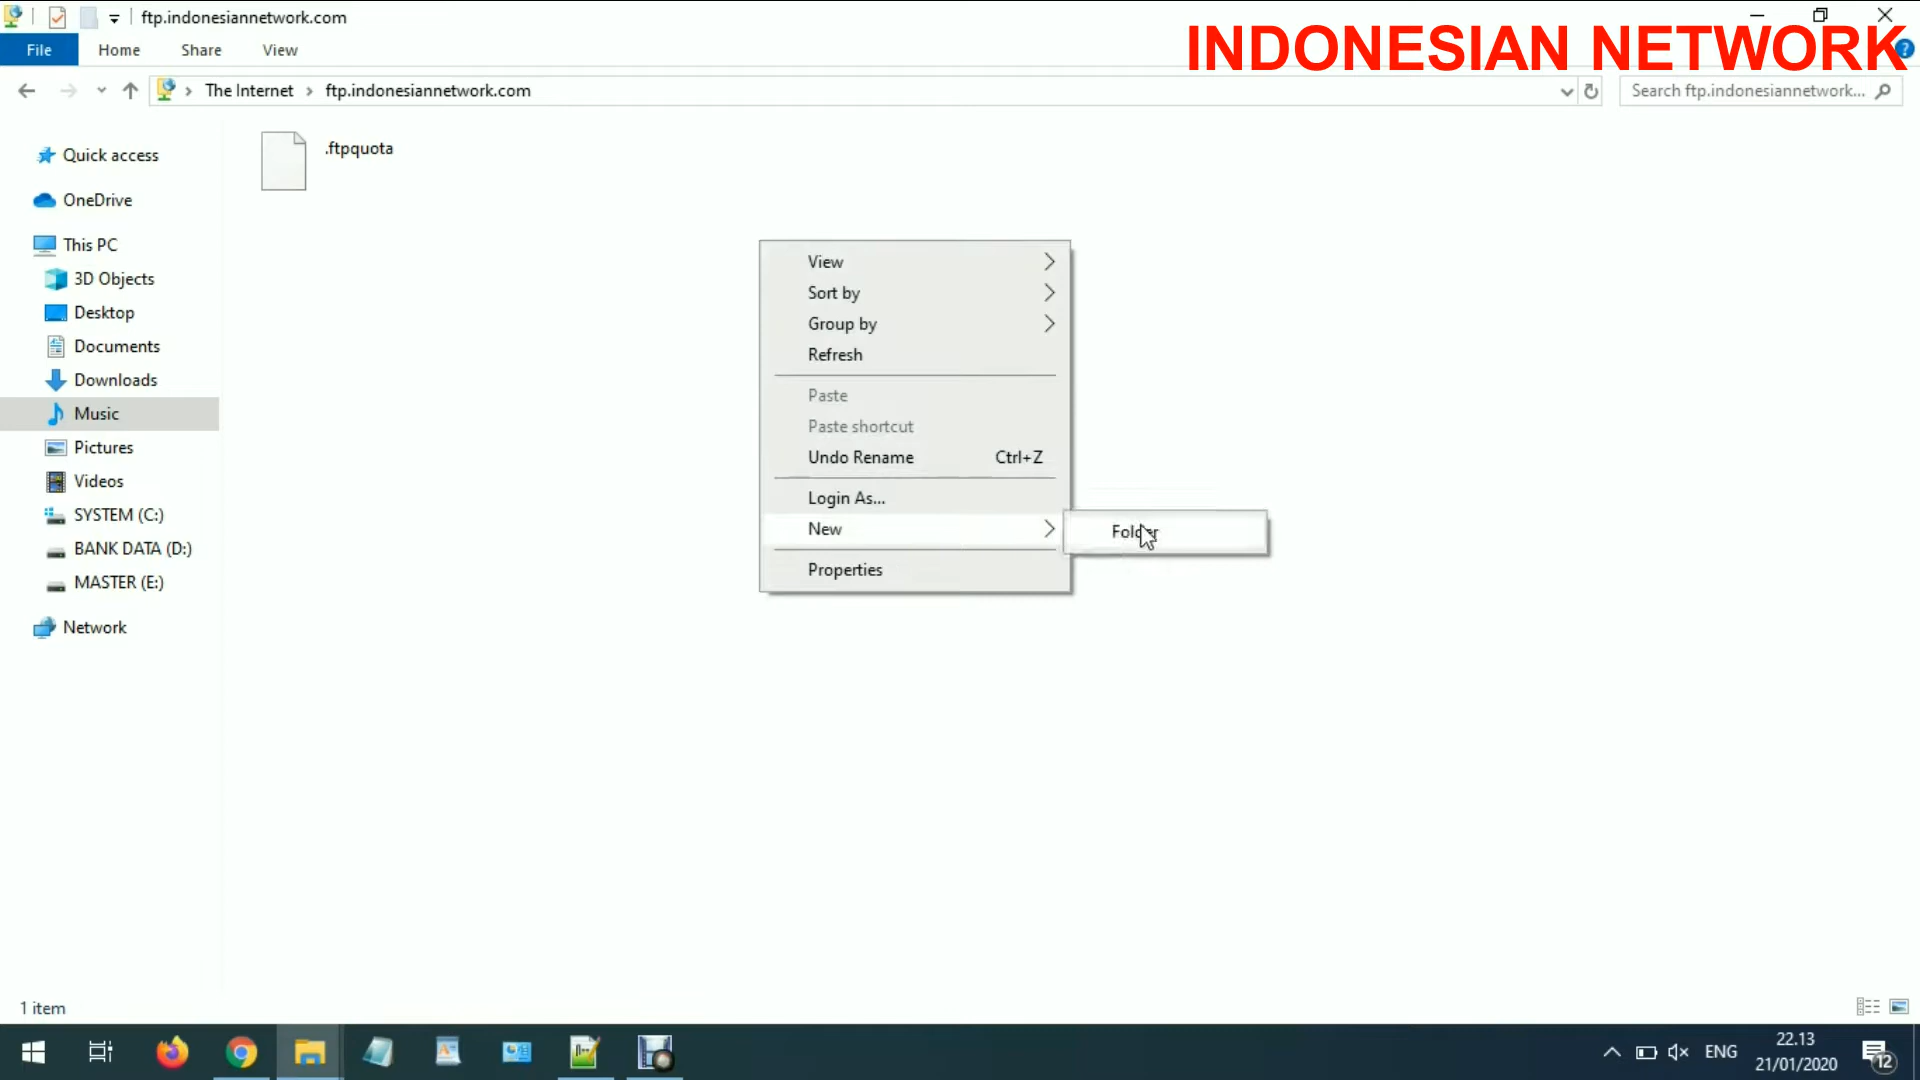 ftp.indonesiannetwork.com
INDONESIAN NETWORK
File Home Share View
The Internet ftp.indonesiannetwork.com
Search ftp.indonesiannetwork...
.ftpquota
Quick access
OneDrive
This PC
3D Objects
Desktop
Documents
Downloads
Music
Pictures
Videos
SYSTEM (C:)
BANK DATA (D:)
MASTER (E:)
Network
View
Sort by
Group by
Refresh
Paste
Paste shortcut
Undo Rename Ctrl+Z
Login As...
New
Folder
Properties
1 item
ENG
22.13
21/01/2020
12